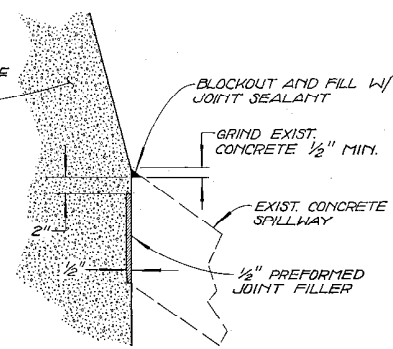 BLOCKOUT AND FILL W/
JOINT SEALANT
GRIND EXIST.
CONCRETE ½" MIN.
EXIST. CONCRETE
SPILLWAY
2"
½"
½" PREFORMED
JOINT FILLER